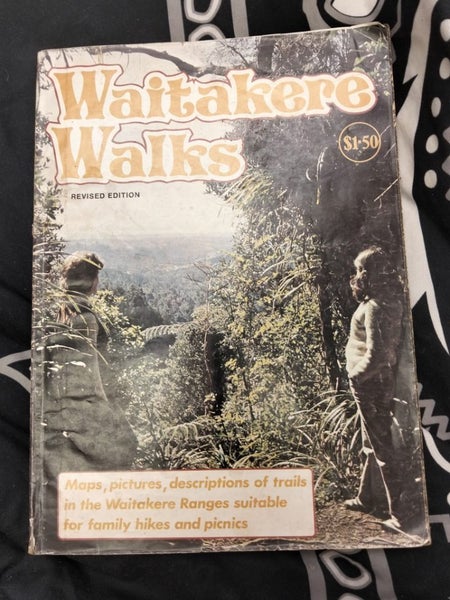 Waitakere
Walks
$1·50
REVISED EDITION
Maps, pictures, descriptions of trails
in the Waitakere Ranges suitable
for family hikes and picnics